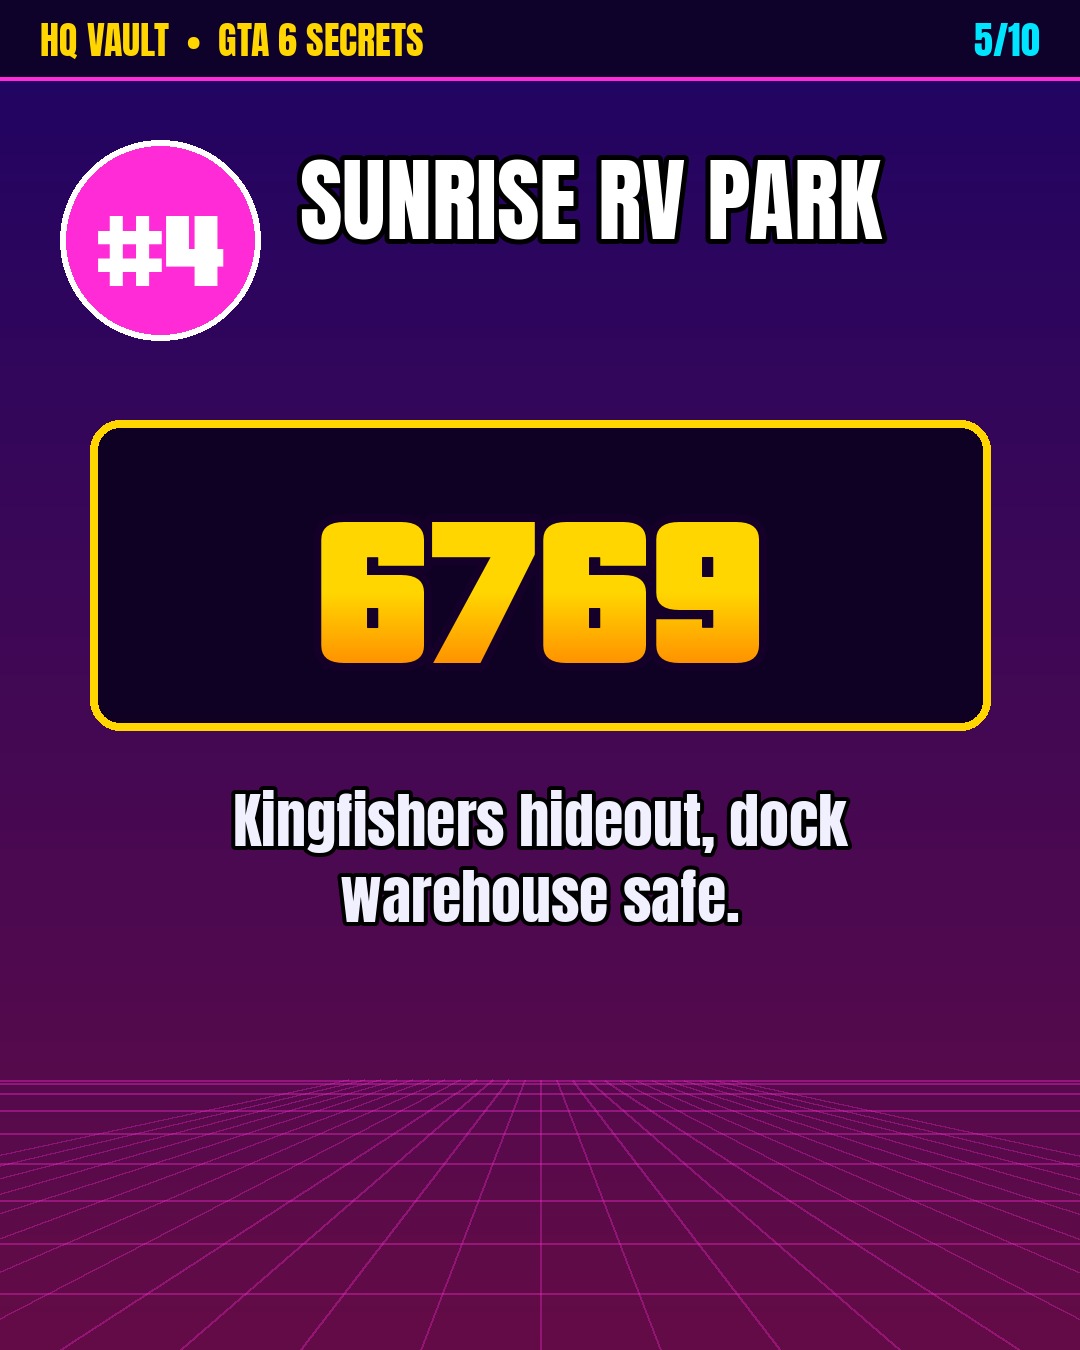 HQ VAULT • GTA 6 SECRETS
5/10
#4
SUNRISE RV PARK
6769
Kingfishers hideout, dock
warehouse safe.